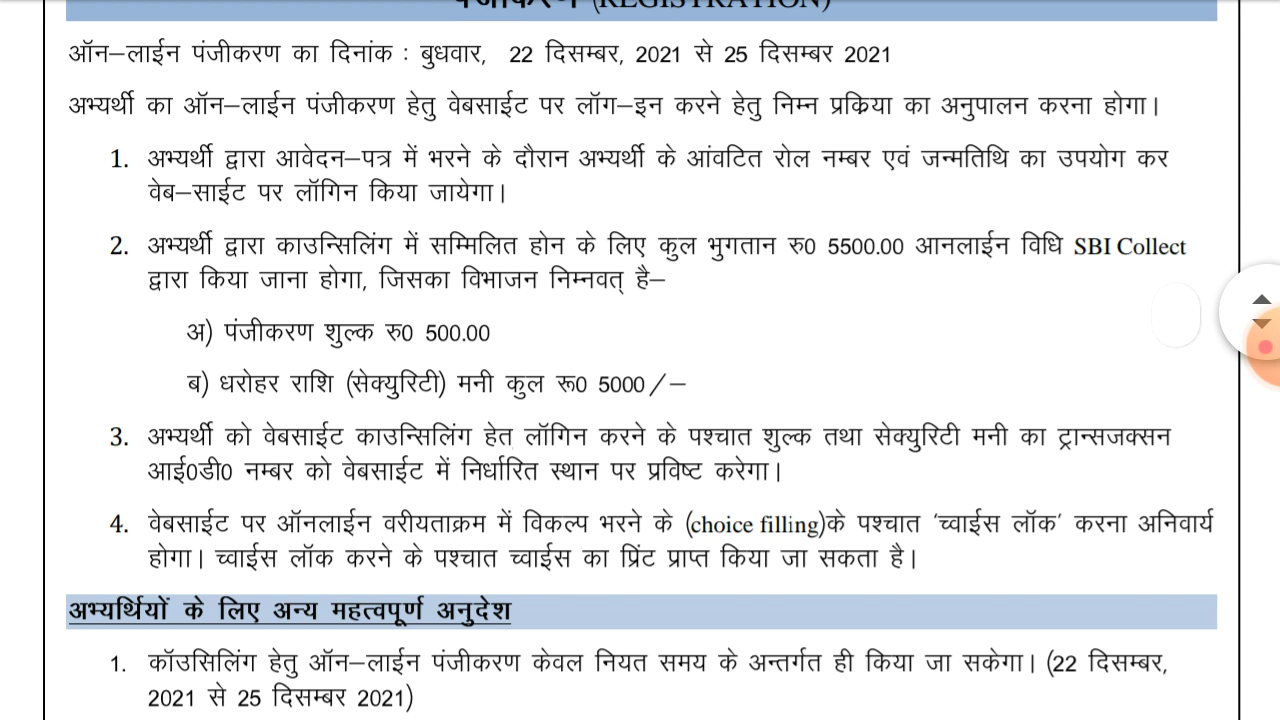 पंजीकरण (REGISTRATION)
ऑन–लाईन पंजीकरण का दिनांक : बुधवार, 22 दिसम्बर, 2021 से 25 दिसम्बर 2021
अभ्यर्थी का ऑन–लाईन पंजीकरण हेतु वेबसाईट पर लॉग–इन करने हेतु निम्न प्रक्रिया का अनुपालन करना होगा।
1. अभ्यर्थी द्वारा आवेदन–पत्र में भरने के दौरान अभ्यर्थी के आंवटित रोल नम्बर एवं जन्मतिथि का उपयोग कर
वेब–साईट पर लॉगिन किया जायेगा।
2. अभ्यर्थी द्वारा काउन्सिलिंग में सम्मिलित होन के लिए कुल भुगतान रु0 5500.00 आनलाईन विधि SBI Collect
द्वारा किया जाना होगा, जिसका विभाजन निम्नवत् है–
अ) पंजीकरण शुल्क रु0 500.00
ब) धरोहर राशि (सेक्युरिटी) मनी कुल रू0 5000/–
3. अभ्यर्थी को वेबसाईट काउन्सिलिंग हेतु लॉगिन करने के पश्चात शुल्क तथा सेक्युरिटी मनी का ट्रान्सजक्सन
आई0डी0 नम्बर को वेबसाईट में निर्धारित स्थान पर प्रविष्ट करेगा।
4. वेबसाईट पर ऑनलाईन वरीयताक्रम में विकल्प भरने के (choice filling)के पश्चात 'च्वाईस लॉक' करना अनिवार्य
होगा। च्वाईस लॉक करने के पश्चात च्वाईस का प्रिंट प्राप्त किया जा सकता है।
अभ्यर्थियों के लिए अन्य महत्वपूर्ण अनुदेश
1. कॉउसिलिंग हेतु ऑन–लाईन पंजीकरण केवल नियत समय के अन्तर्गत ही किया जा सकेगा। (22 दिसम्बर,
2021 से 25 दिसम्बर 2021)